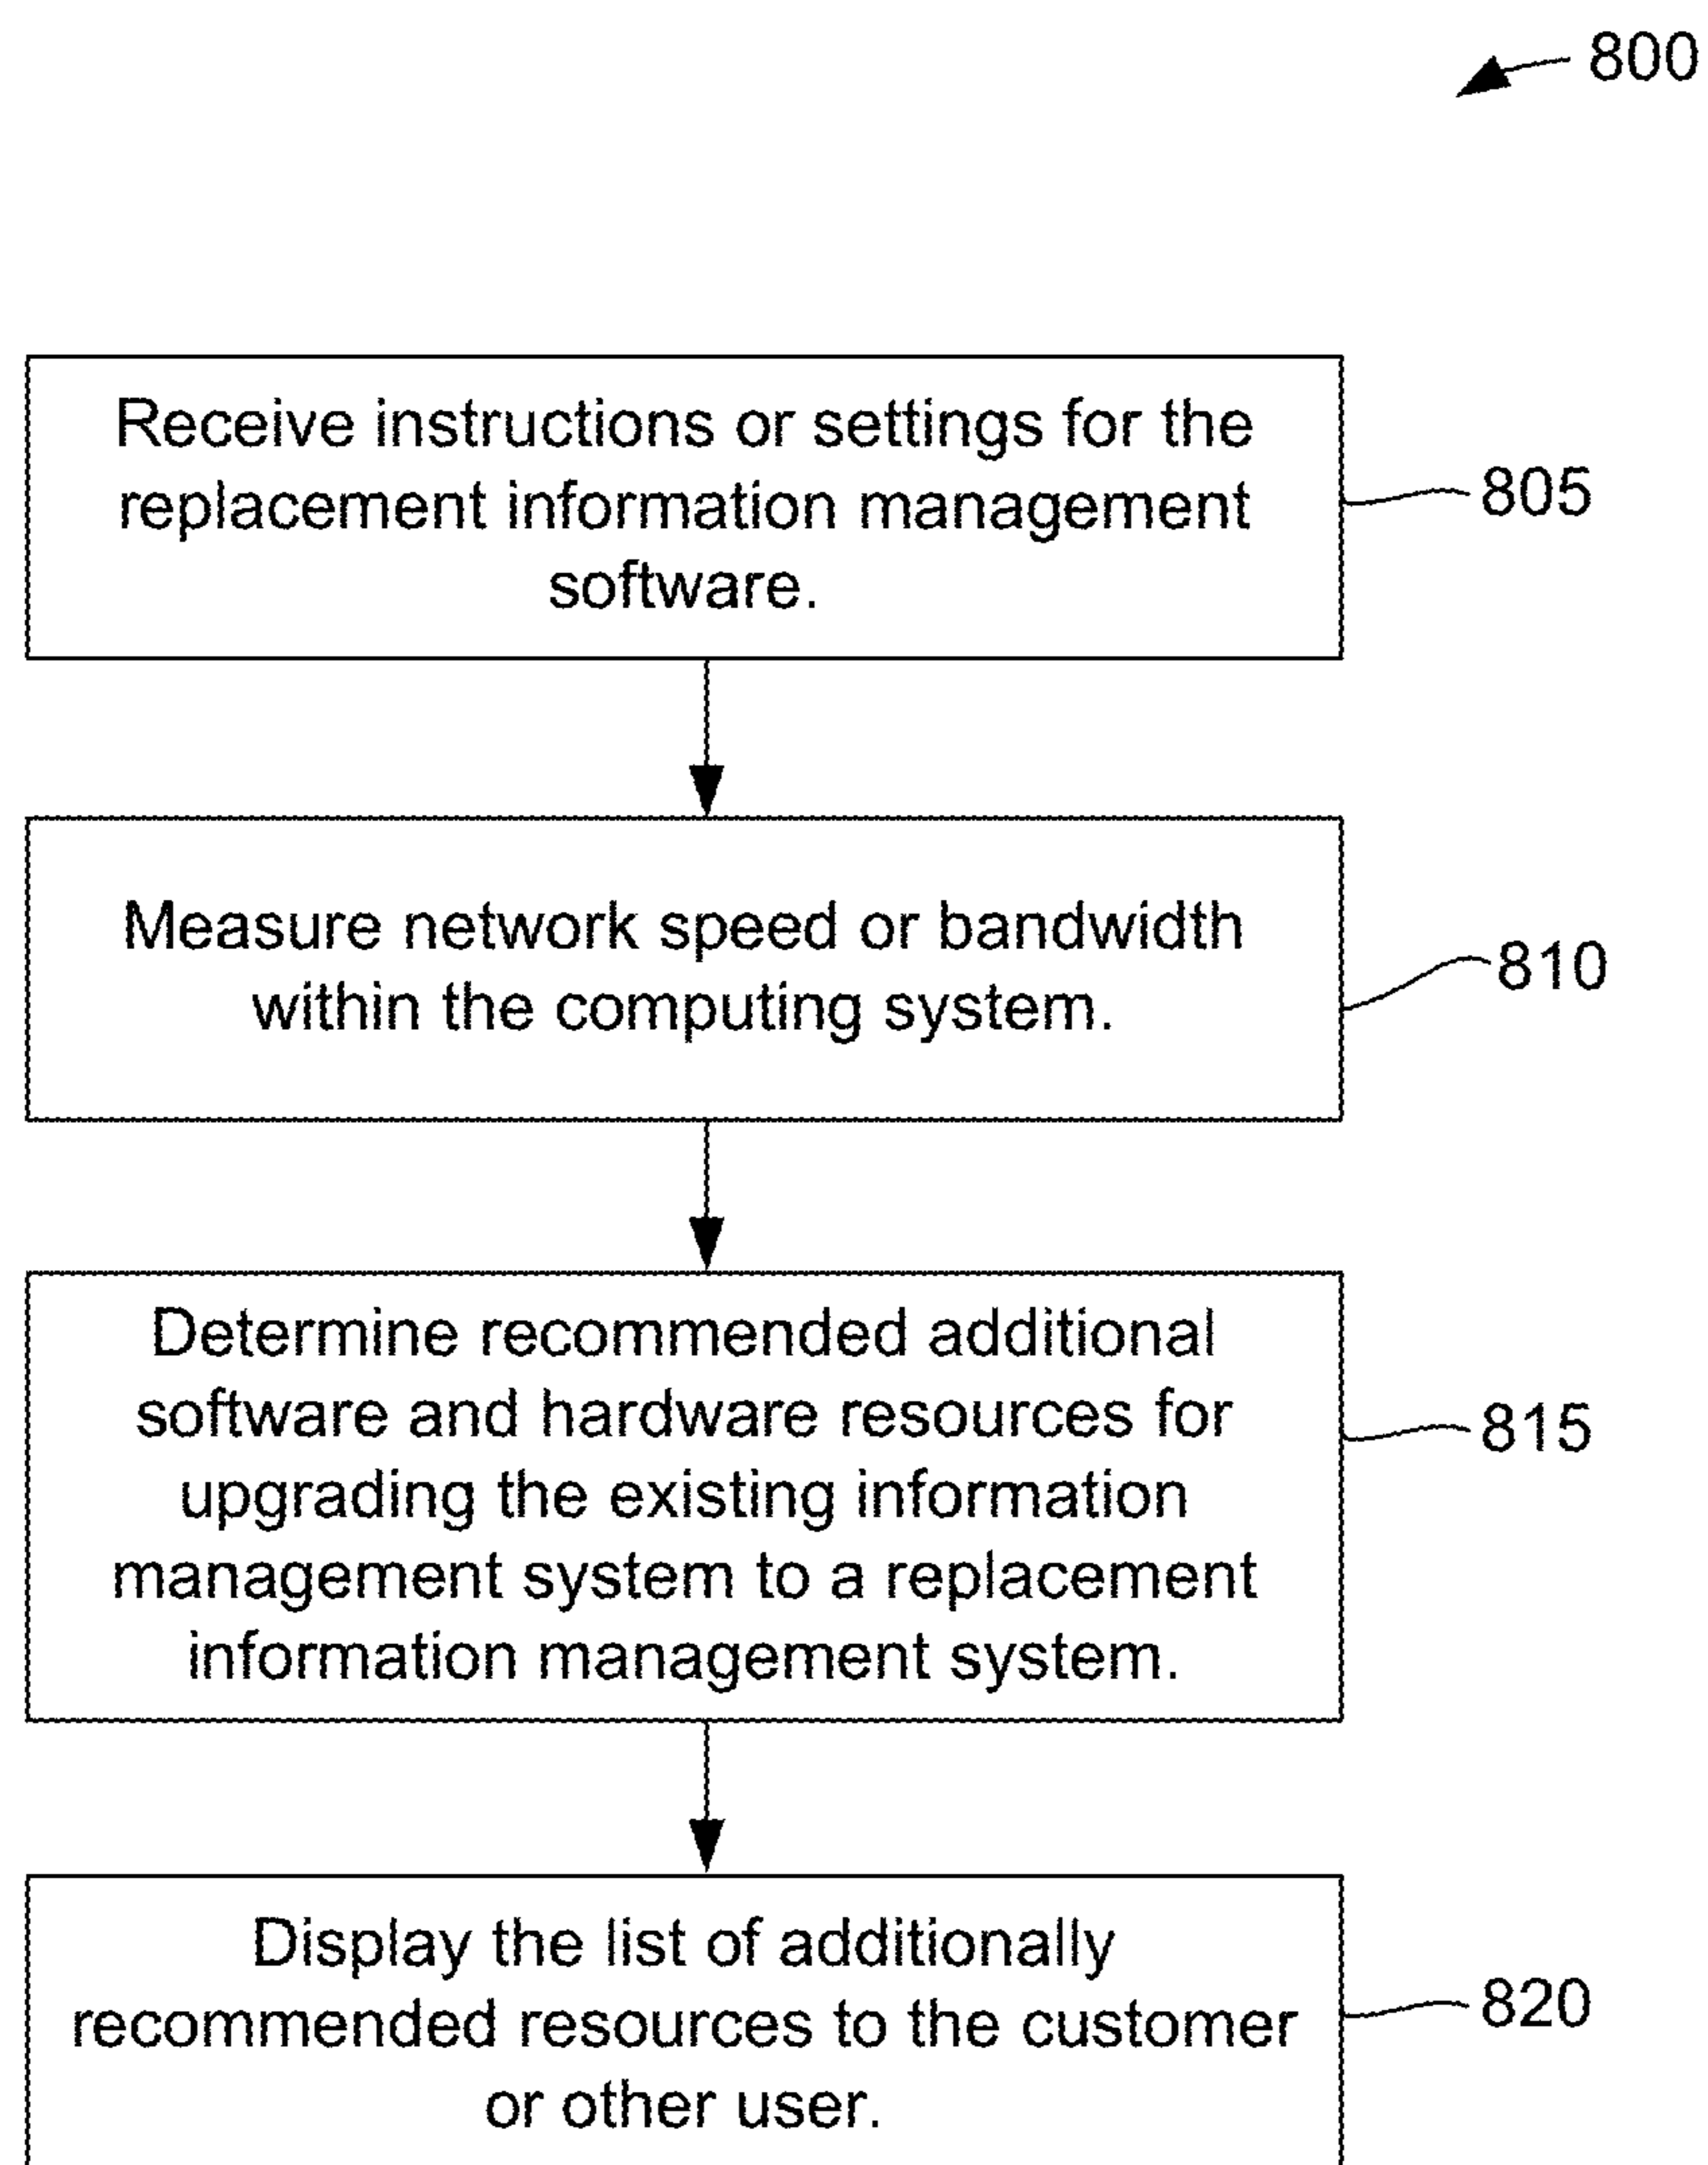 800
Receive instructions or settings for the
replacement information management
software.
805
Measure network speed or bandwidth
within the computing system.
810
Determine recommended additional
software and hardware resources for
upgrading the existing information
management system to a replacement
information management system.
815
Display the list of additionally
recommended resources to the customer
or other user.
820